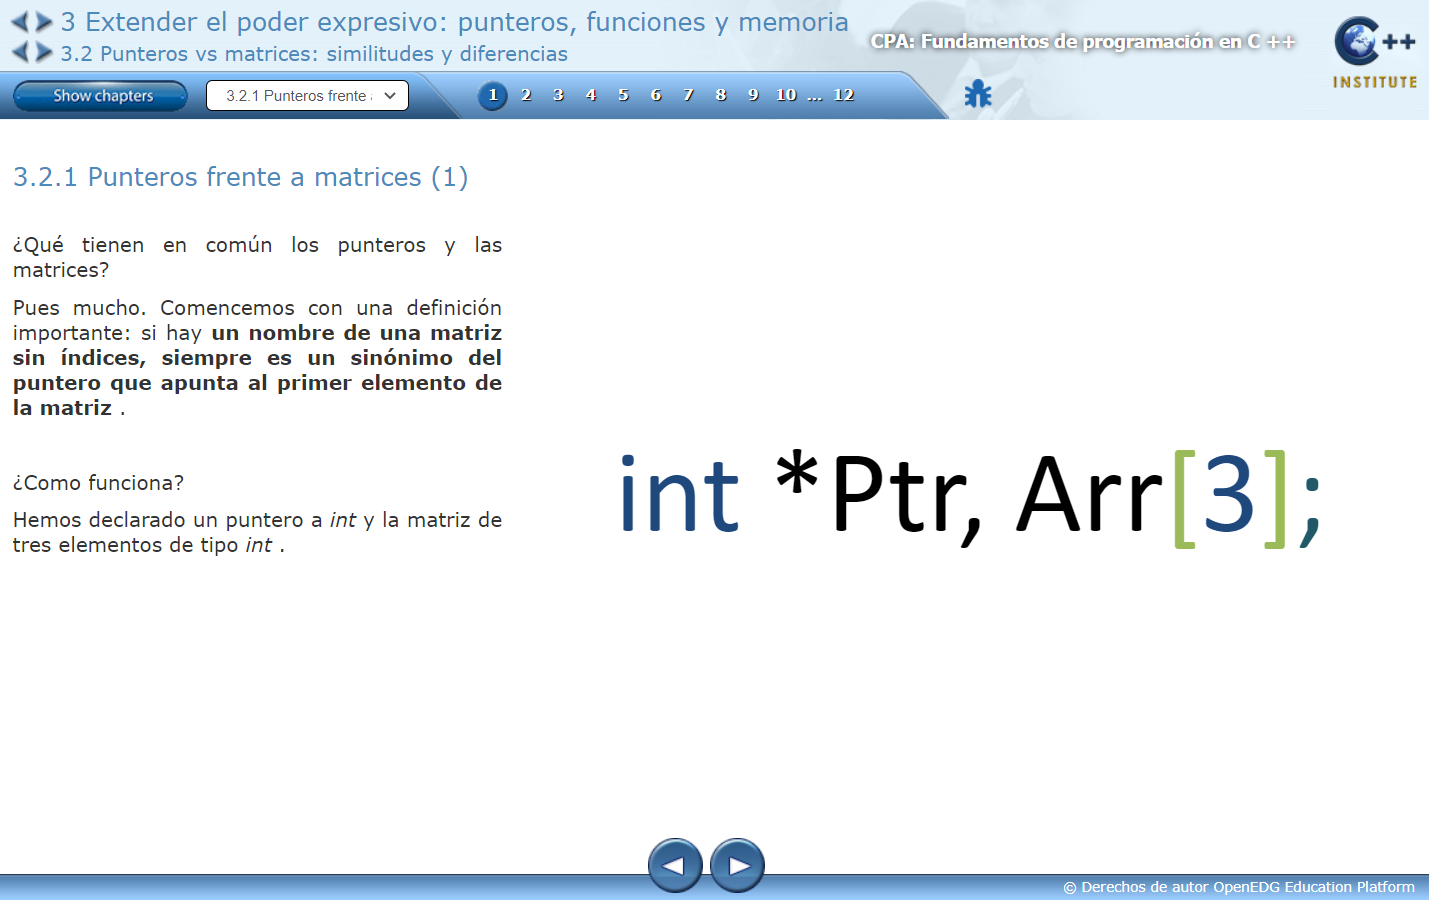 3 Extender el poder expresivo: punteros, funciones y memoria
3.2 Punteros vs matrices: similitudes y diferencias
CPA: Fundamentos de programación en C ++
C++
INSTITUTE
Show chapters
3.2.1 Punteros frente
1 2 3 4 5 6 7 8 9 10 ... 12
3.2.1 Punteros frente a matrices (1)
¿Qué tienen en común los punteros y las
matrices?
Pues mucho. Comencemos con una definición
importante: si hay un nombre de una matriz
sin índices, siempre es un sinónimo del
puntero que apunta al primer elemento de
la matriz .
¿Como funciona?
Hemos declarado un puntero a int y la matriz de
tres elementos de tipo int .
int *Ptr, Arr[3];
© Derechos de autor OpenEDG Education Platform